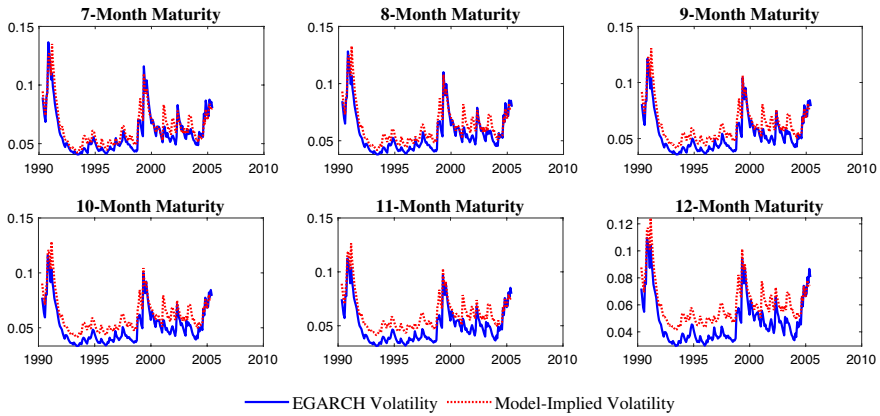 7-Month Maturity 8-Month Maturity 9-Month Maturity
0.15 0.15 0.15
0.1 0.1 0.1
0.05 0.05 0.05
1990 1995 2000 2005 2010 1990 1995 2000 2005 2010 1990 1995 2000 2005 2010
10-Month Maturity 11-Month Maturity 12-Month Maturity
0.15 0.15 0.12
0.1 0.1 0.1
0.08
0.05 0.05 0.06
0.04
1990 1995 2000 2005 2010 1990 1995 2000 2005 2010 1990 1995 2000 2005 2010
EGARCH Volatility Model-Implied Volatility